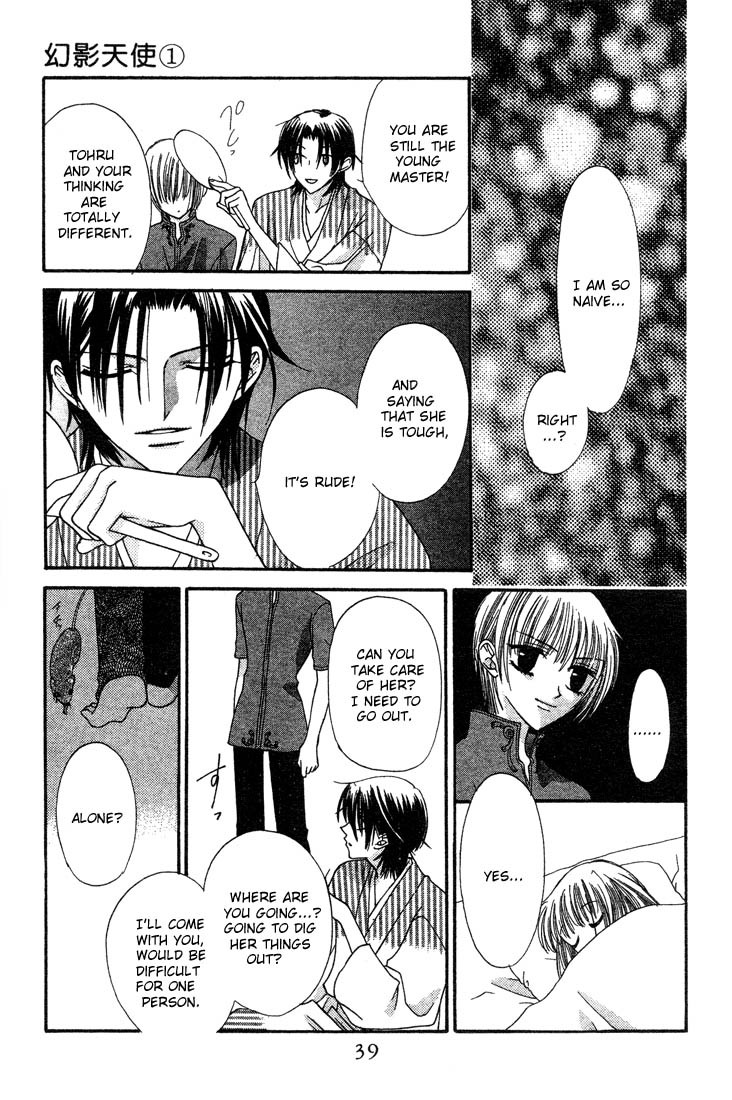 幻影天使①
I AM SO
NAIVE...
RIGHT
...?
YOU ARE
STILL THE
YOUNG
MASTER!
TOHRU
AND YOUR
THINKING
ARE
TOTALLY
DIFFERENT.
AND
SAYING
THAT SHE
IS TOUGH,
IT'S RUDE!
......
YES...
CAN YOU
TAKE CARE
OF HER?
I NEED TO
GO OUT.
すっ
WHERE ARE
YOU GOING...?
GOING TO DIG
HER THINGS
OUT?
I'LL COME
WITH YOU,
WOULD BE
DIFFICULT
FOR ONE
PERSON.
ALONE?
39